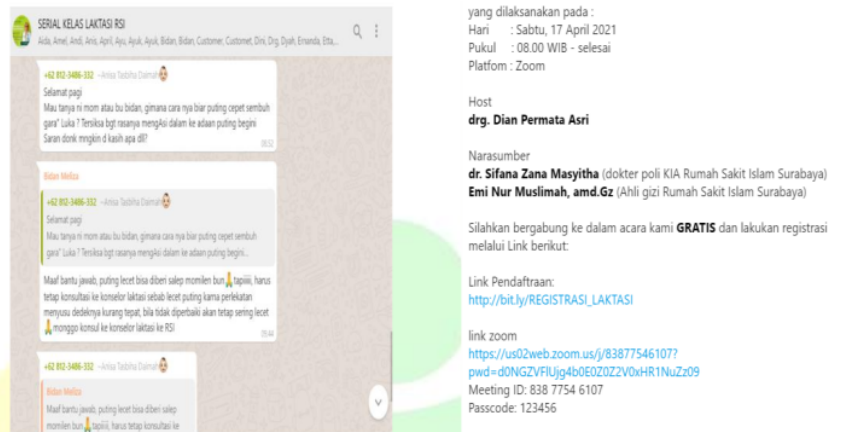 SERIAL KELAS LAKTASI RSI
Aida, Amel, Andi, Anis, April, Ayu, Ayuk, Ayuk, Bidan, Bidan, Customer, Customet, Dini, Drg, Dyah, Ernanda, Etta,...
+62 812-3486-332 ~Anisa Tasbiha Daimah
Selamat pagi
Mau tanya ni mom atau bu bidan, gimana cara nya biar puting cepet sembuh
gara" Luka ? Tersiksa bgt rasanya mengAsi dalam ke adaan puting begini
Saran donk mngkin d kasih apa dll?
08.52
Bidan Meliza
+62 812-3486-332 ~Anisa Tasbiha Daimah
Selamat pagi
Mau tanya ni mom atau bu bidan, gimana cara nya biar puting cepet sembuh
gara" Luka ? Tersiksa bgt rasanya mengAsi dalam ke adaan puting begini...
Maaf bantu jawab, puting lecet bisa diberi salep momilen bun🙏tapiiii, harus
tetap konsultasi ke konselor laktasi sebab lecet puting karna perlekatan
menyusu dedeknya kurang tepat, bila tidak diperbaiki akan tetap sering lecet
🙏monggo konsul ke konselor laktasi ke RSI
09.44
+62 812-3486-332 ~Anisa Tasbiha Daimah
Bidan Meliza
Maaf bantu jawab, puting lecet bisa diberi salep
momilen bun🙏tapiiii, harus tetap konsultasi ke
yang dilaksanakan pada :
Hari : Sabtu, 17 April 2021
Pukul : 08.00 WIB - selesai
Platfom : Zoom
Host
drg. Dian Permata Asri
Narasumber
dr. Sifana Zana Masyitha (dokter poli KIA Rumah Sakit Islam Surabaya)
Emi Nur Muslimah, amd.Gz (Ahli gizi Rumah Sakit Islam Surabaya)
Silahkan bergabung ke dalam acara kami GRATIS dan lakukan registrasi
melalui Link berikut:
Link Pendaftraan:
http://bit.ly/REGISTRASI_LAKTASI
link zoom
https://us02web.zoom.us/j/83877546107?
pwd=d0NGZVFlUjg4b0E0Z0Z2V0xHR1NuZz09
Meeting ID: 838 7754 6107
Passcode: 123456